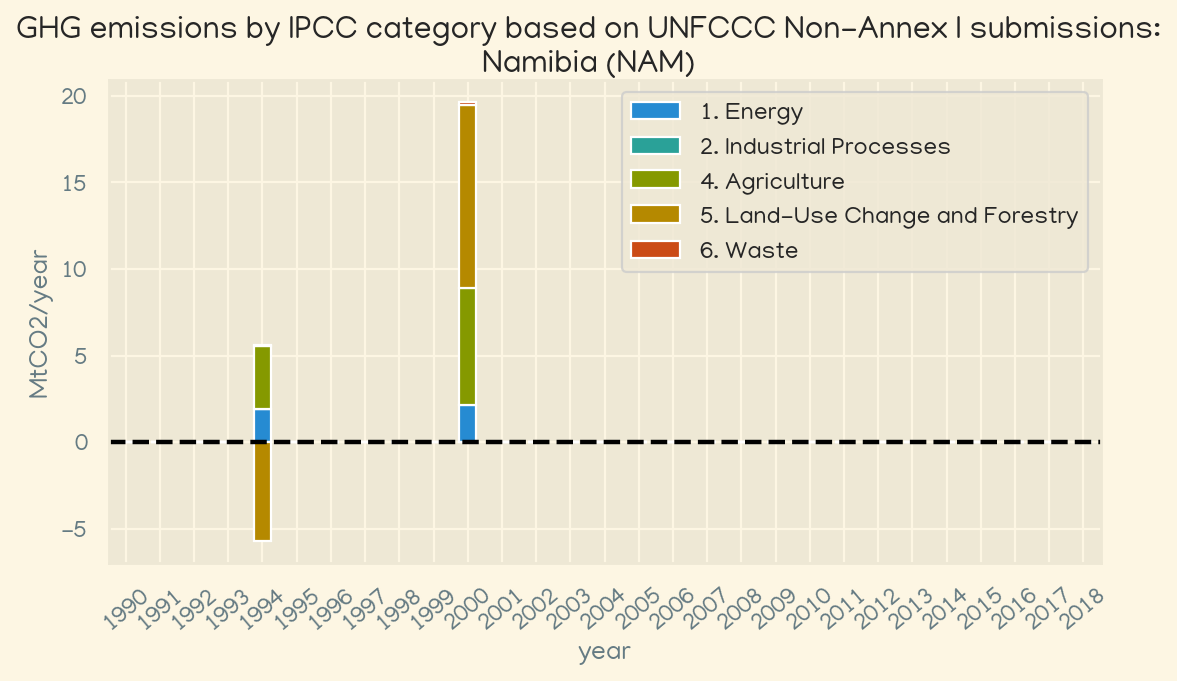 GHG emissions by IPCC category based on UNFCCC Non-Annex I submissions:
Namibia (NAM)
20
15
10
5
0
−5
MtCO2/year
1. Energy
2. Industrial Processes
4. Agriculture
5. Land-Use Change and Forestry
6. Waste
1990 1991 1992 1993 1994 1995 1996 1997 1998 1999 2000 2001 2002 2003 2004 2005 2006 2007 2008 2009 2010 2011 2012 2013 2014 2015 2016 2017 2018
year